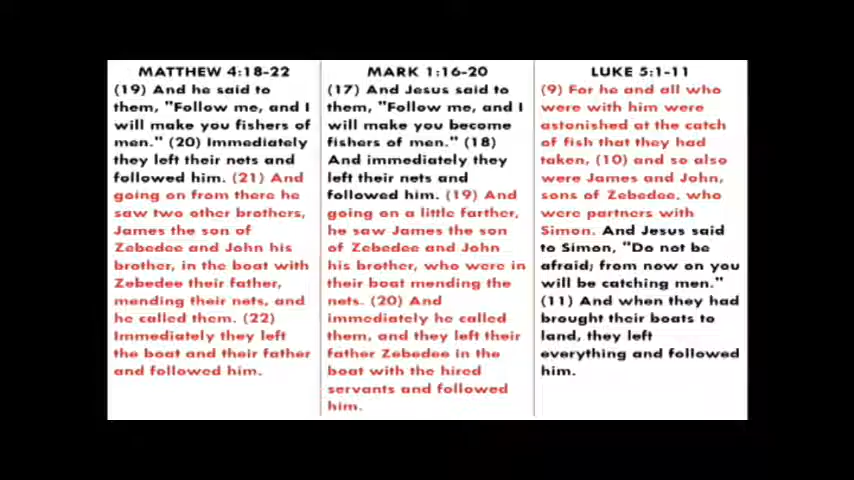 MATTHEW 4:18-22
(19) And he said to
them, "Follow me, and I
will make you fishers of
men." (20) Immediately
they left their nets and
followed him. (21) And
going on from there he
saw two other brothers,
James the son of
Zebedee and John his
brother, in the boat with
Zebedee their father,
mending their nets, and
he called them. (22)
Immediately they left
the boat and their father
and followed him.
MARK 1:16-20
(17) And Jesus said to
them, "Follow me, and I
will make you become
fishers of men." (18)
And immediately they
left their nets and
followed him. (19) And
going on a little farther,
he saw James the son
of Zebedee and John
his brother, who were in
their boat mending the
nets. (20) And
immediately he called
them, and they left their
father Zebedee in the
boat with the hired
servants and followed
him.
LUKE 5:1-11
(9) For he and all who
were with him were
astonished at the catch
of fish that they had
taken, (10) and so also
were James and John,
sons of Zebedee, who
were partners with
Simon. And Jesus said
to Simon, "Do not be
afraid; from now on you
will be catching men."
(11) And when they had
brought their boats to
land, they left
everything and followed
him.